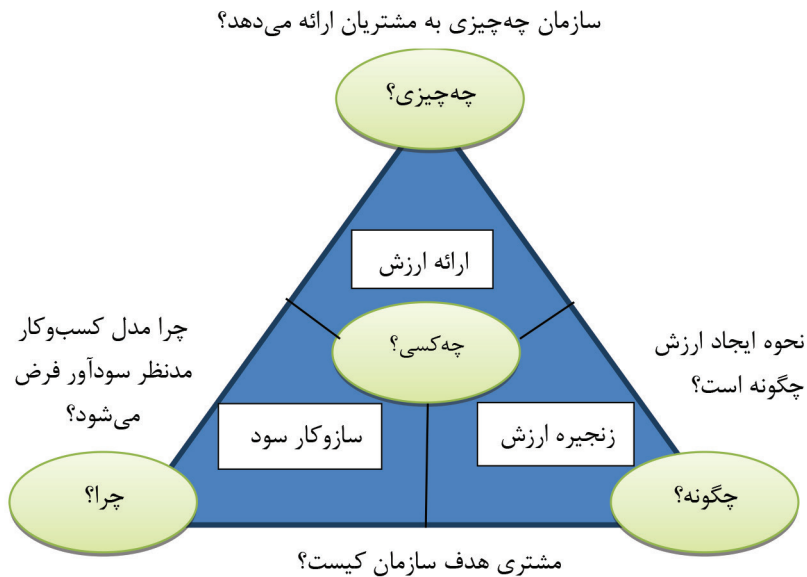 سازمان چه‌چیزی به مشتریان ارائه می‌دهد؟
چه‌چیزی؟
ارائه ارزش
چه‌کسی؟
چرا مدل کسب‌وکار
مدنظر سودآور فرض
می‌شود؟
نحوه ایجاد ارزش
چگونه است؟
سازوکار سود
زنجیره ارزش
چرا؟
چگونه؟
مشتری هدف سازمان کیست؟